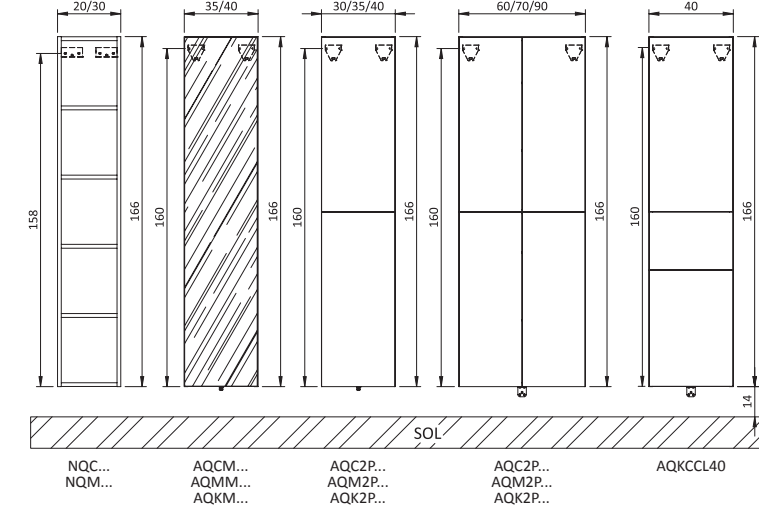 20/30
35/40
30/35/40
60/70/90
40
158
166
160
166
160
166
160
166
160
166
14
SOL
NQC...
NQM...
AQCM...
AQMM...
AQKM...
AQC2P...
AQM2P...
AQK2P...
AQC2P...
AQM2P...
AQK2P...
AQKCCL40